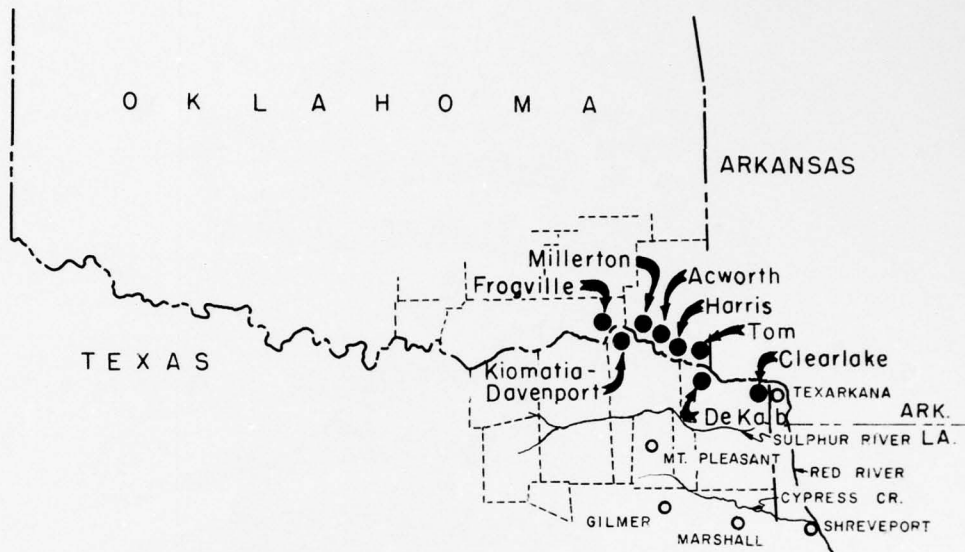 OKLAHOMA
ARKANSAS
Millerton
Acworth
Frogville
Harris
Tom
TEXAS
Clearlake
Kiomatia-
Davenport
TEXARKANA
De Kalb
ARK.
SULPHUR RIVER
LA.
MT. PLEASANT
RED RIVER
CYPRESS CR.
GILMER
SHREVEPORT
MARSHALL